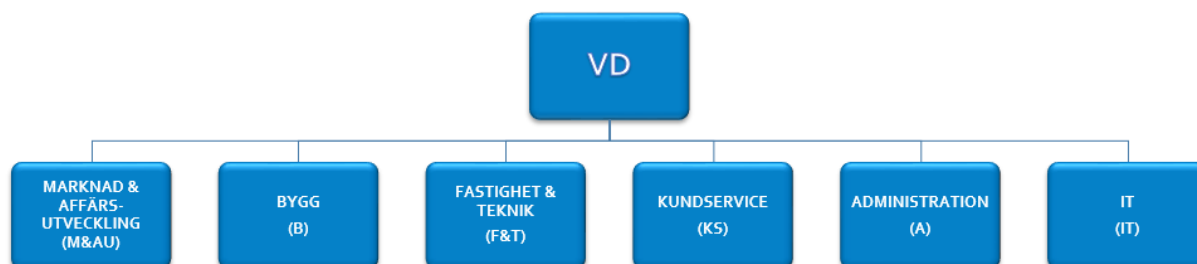 VD
MARKNAD &
AFFÄRS-
UTVECKLING
(M&AU)
BYGG
(B)
FASTIGHET &
TEKNIK
(F&T)
KUNDSERVICE
(KS)
ADMINISTRATION
(A)
IT
(IT)